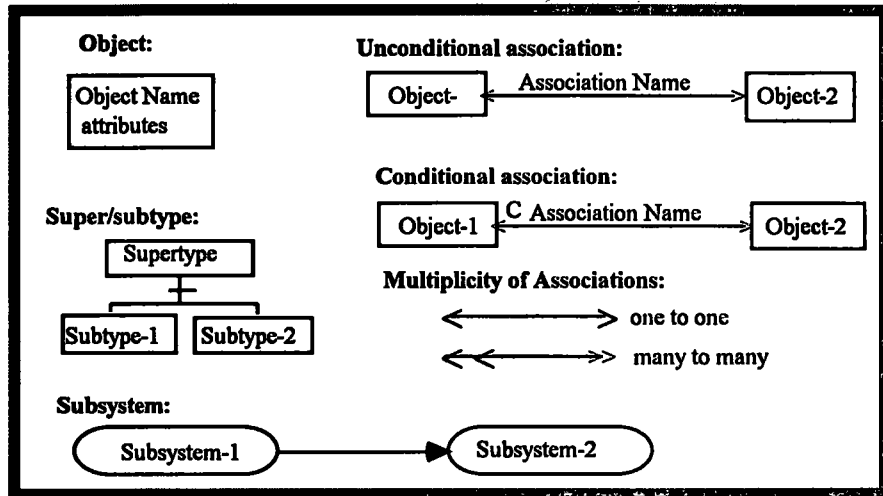 Object:
Object Name
attributes
Unconditional association:
Object-
Association Name
Object-2
Conditional association:
Object-1
C Association Name
Object-2
Super/subtype:
Supertype
Subtype-1
Subtype-2
Multiplicity of Associations:
one to one
many to many
Subsystem:
Subsystem-1
Subsystem-2